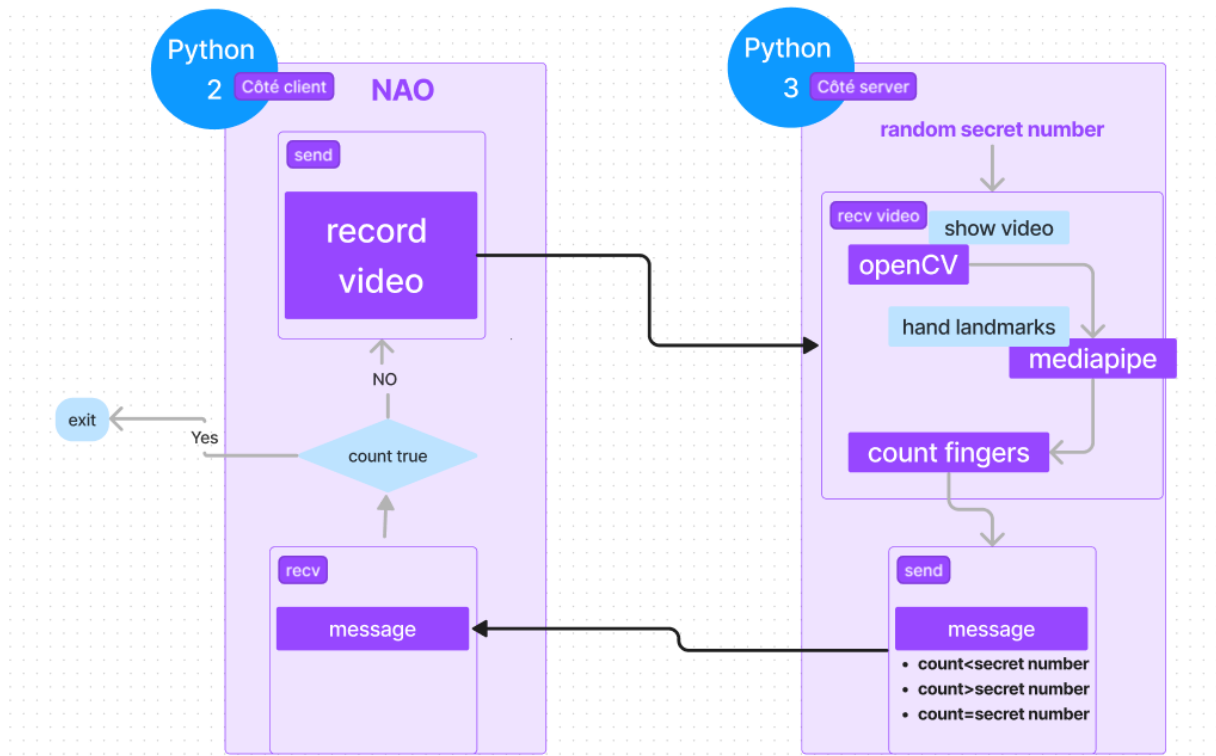 Python
2
Côté client
NAO
send
record
video
NO
exit
Yes
count true
recv
message
Python
3
Côté server
random secret number
recv video
show video
openCV
hand landmarks
mediapipe
count fingers
send
message
• count<secret number
• count>secret number
• count=secret number